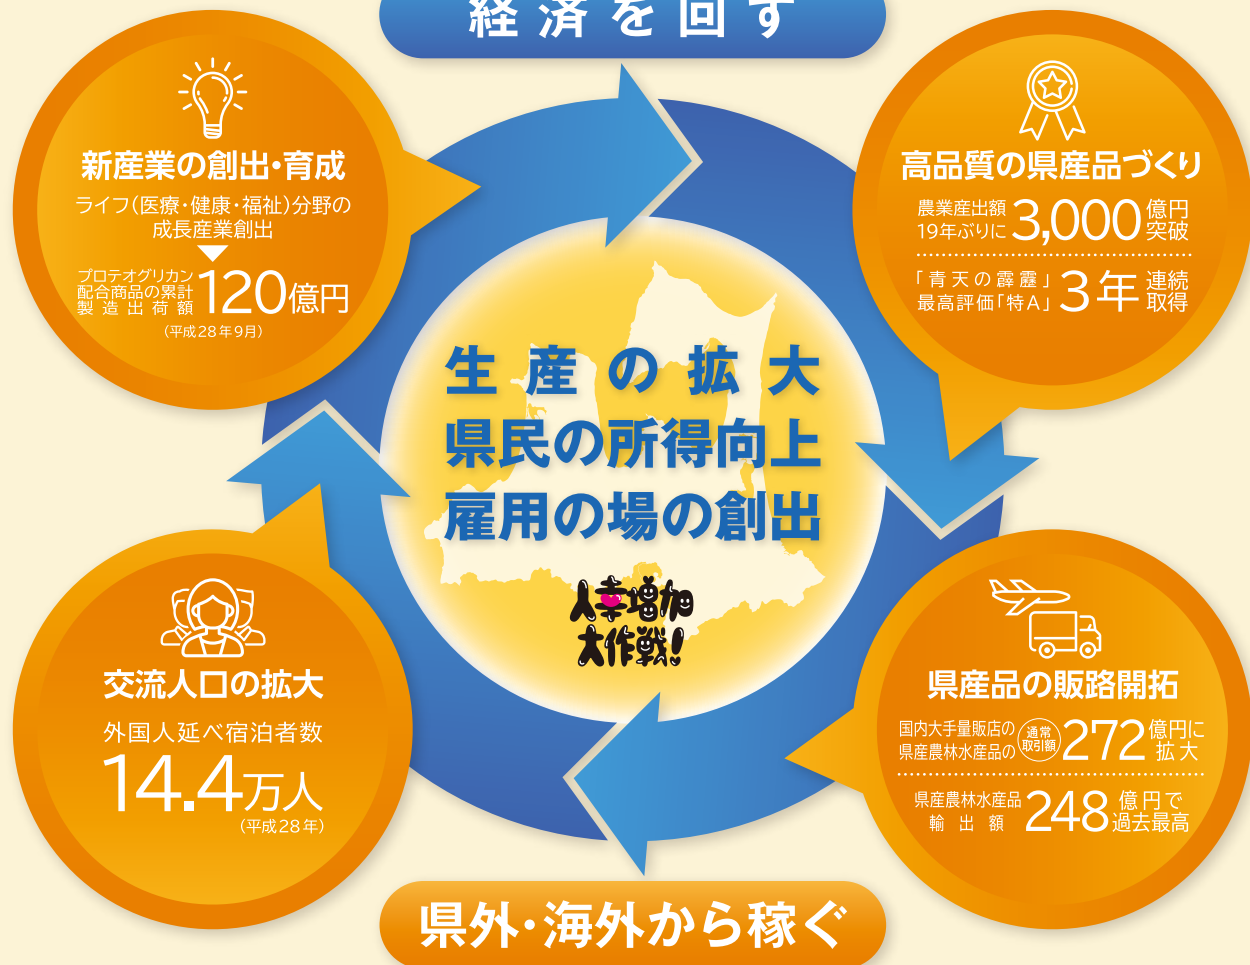 経済を回す
新産業の創出・育成
ライフ(医療・健康・福祉)分野の
成長産業創出
プロテオグリカン
配合商品の累計
製造出荷額
120億円
(平成28年9月)
高品質の県産品づくり
農業産出額
19年ぶりに
3,000億円
突破
「青天の霹靂」
最高評価「特A」
3年連続
取得
生産の拡大
県民の所得向上
雇用の場の創出
人幸増加
大作戦!
交流人口の拡大
外国人延べ宿泊者数
14.4万人
(平成28年)
県産品の販路開拓
国内大手量販店の
県産農林水産品の
通常
取引額
272億円に
拡大
県産農林水産品
輸出額
248億円で
過去最高
県外・海外から稼ぐ